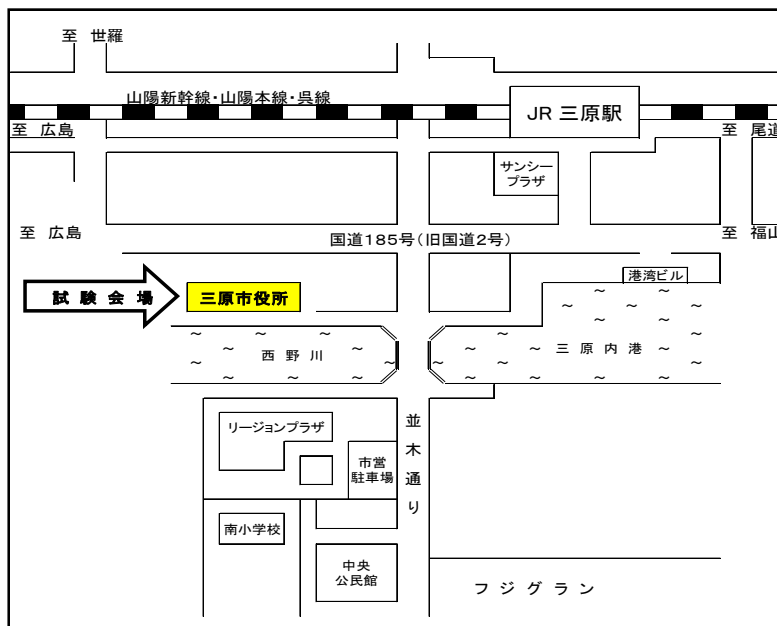 至 世羅
山陽新幹線・山陽本線・呉線
JR 三原駅
至 広島
至 尾道
サンシー
プラザ
至 広島
国道185号(旧国道2号)
至 福山
港湾ビル
試験会場
三原市役所
西野川
三原内港
リージョンプラザ
並木通り
市営
駐車場
南小学校
中央
公民館
フジグラン